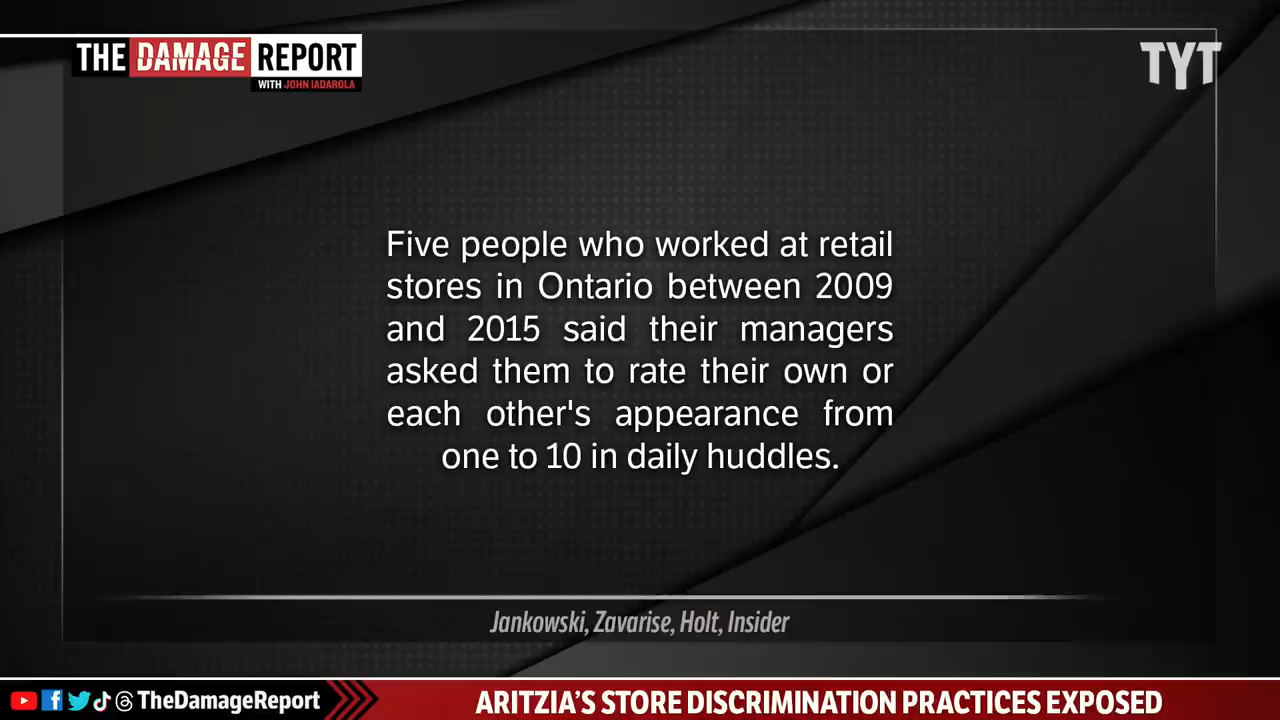 THE DAMAGE REPORT
WITH JOHN IADAROLA
TYT
Five people who worked at retail
stores in Ontario between 2009
and 2015 said their managers
asked them to rate their own or
each other's appearance from
one to 10 in daily huddles.
Jankowski, Zavarise, Holt, Insider
TheDamageReport
ARITZIA'S STORE DISCRIMINATION PRACTICES EXPOSED